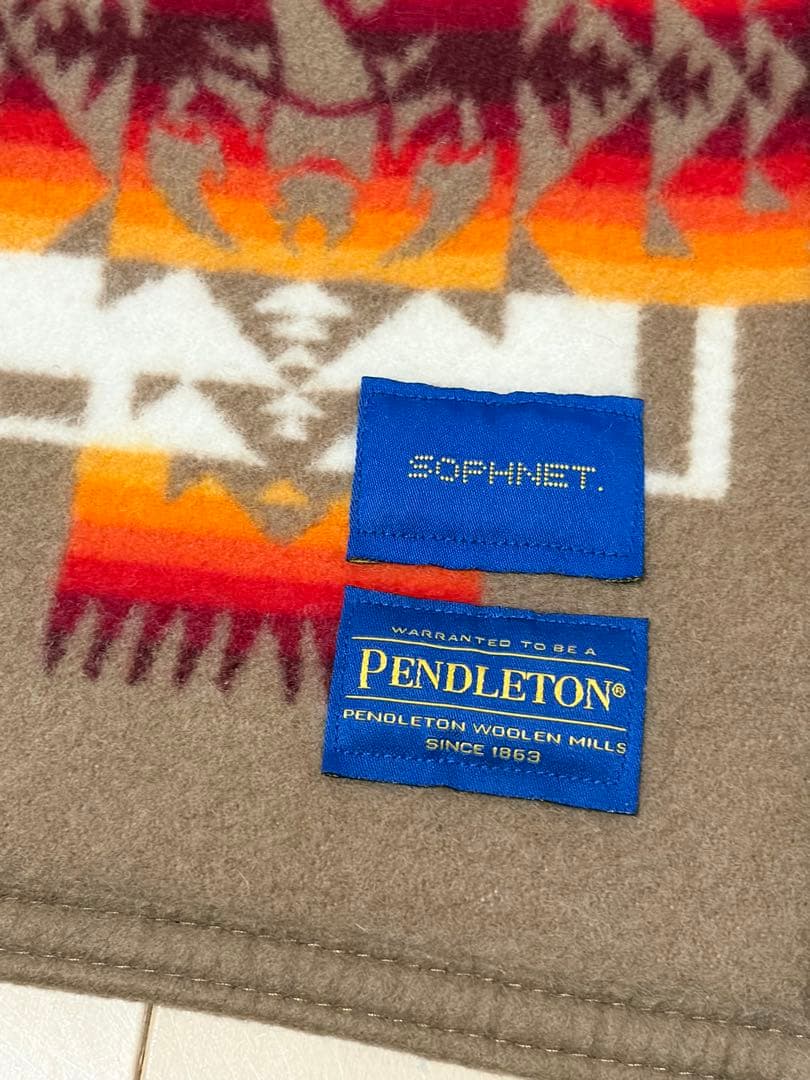 SOPHNET.
WARRANTED TO BE A
PENDLETON®
PENDLETON WOOLEN MILLS
SINCE 1863